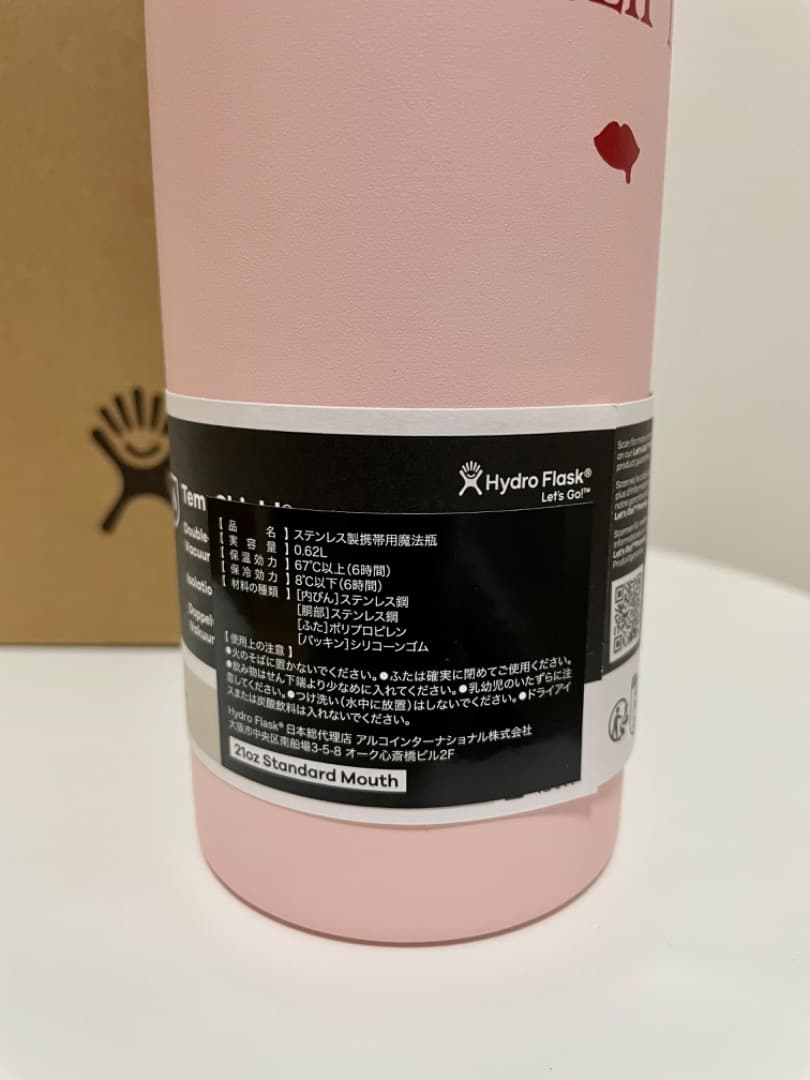 Hydro Flask®
Let's Go!™
Double-
Vacuum
Isolatio
Doppel-
Vakuum
【品名】ステンレス製携帯用魔法瓶
【実容量】0.62L
【保温効力】67℃以上(6時間)
【保冷効力】8℃以下(6時間)
【材料の種類】[内びん]ステンレス鋼
[胴部]ステンレス鋼
[ふた]ポリプロピレン
[パッキン]シリコーンゴム
【使用上の注意】
●火のそばに置かないでください。●ふたは確実に閉めてご使用ください。
●飲み物はせん下端より少なめに入れてください。●乳幼児のいたずらに注
意してください。●つけ洗い(水中に放置)はしないでください。●ドライアイ
スまたは炭酸飲料は入れないでください。
Hydro Flask® 日本総代理店 アルコインターナショナル株式会社
大阪市中央区南船場3-5-8 オーク心斎橋ビル2F
21oz Standard Mouth